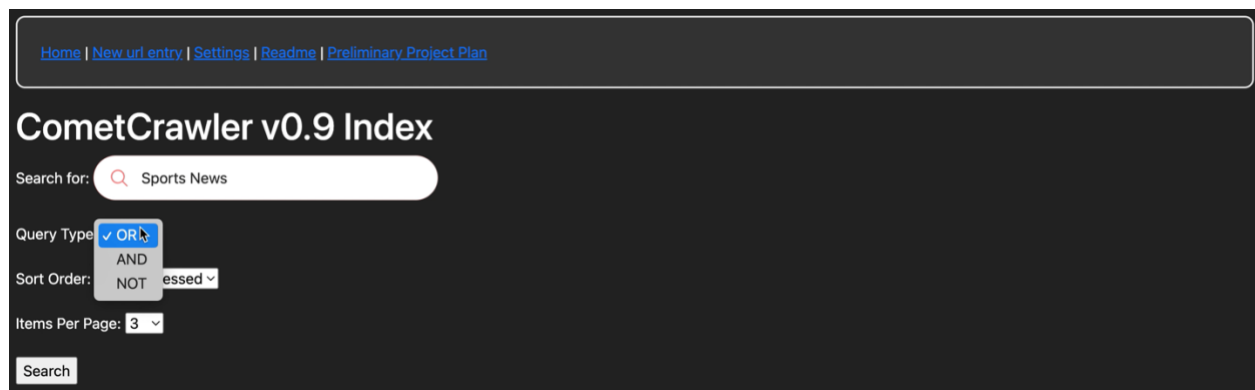 Home | New url entry | Settings | Readme | Preliminary Project Plan
CometCrawler v0.9 Index
Search for: Sports News
Query Type ✓ OR
AND
Sort Order: NOT essed
Items Per Page: 3
Search